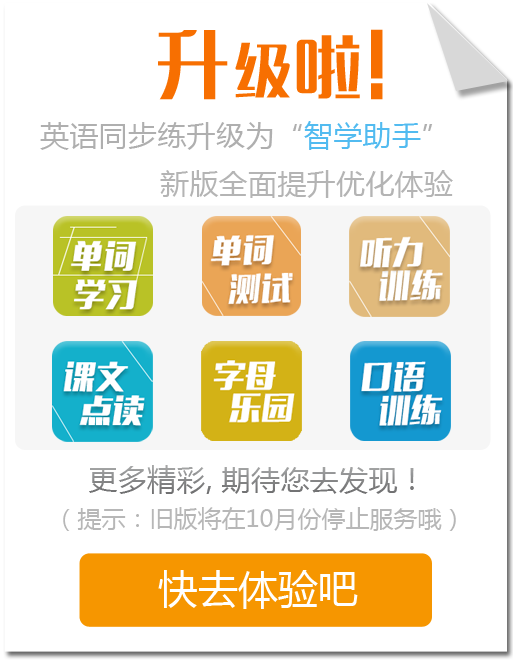 升级啦!
英语同步练升级为“智学助手”
新版全面提升优化体验
单词
学习
单词
测试
听力
训练
课文
点读
字母
乐园
口语
训练
更多精彩,期待您去发现！
（提示：旧版将在10月份停止服务哦）
快去体验吧